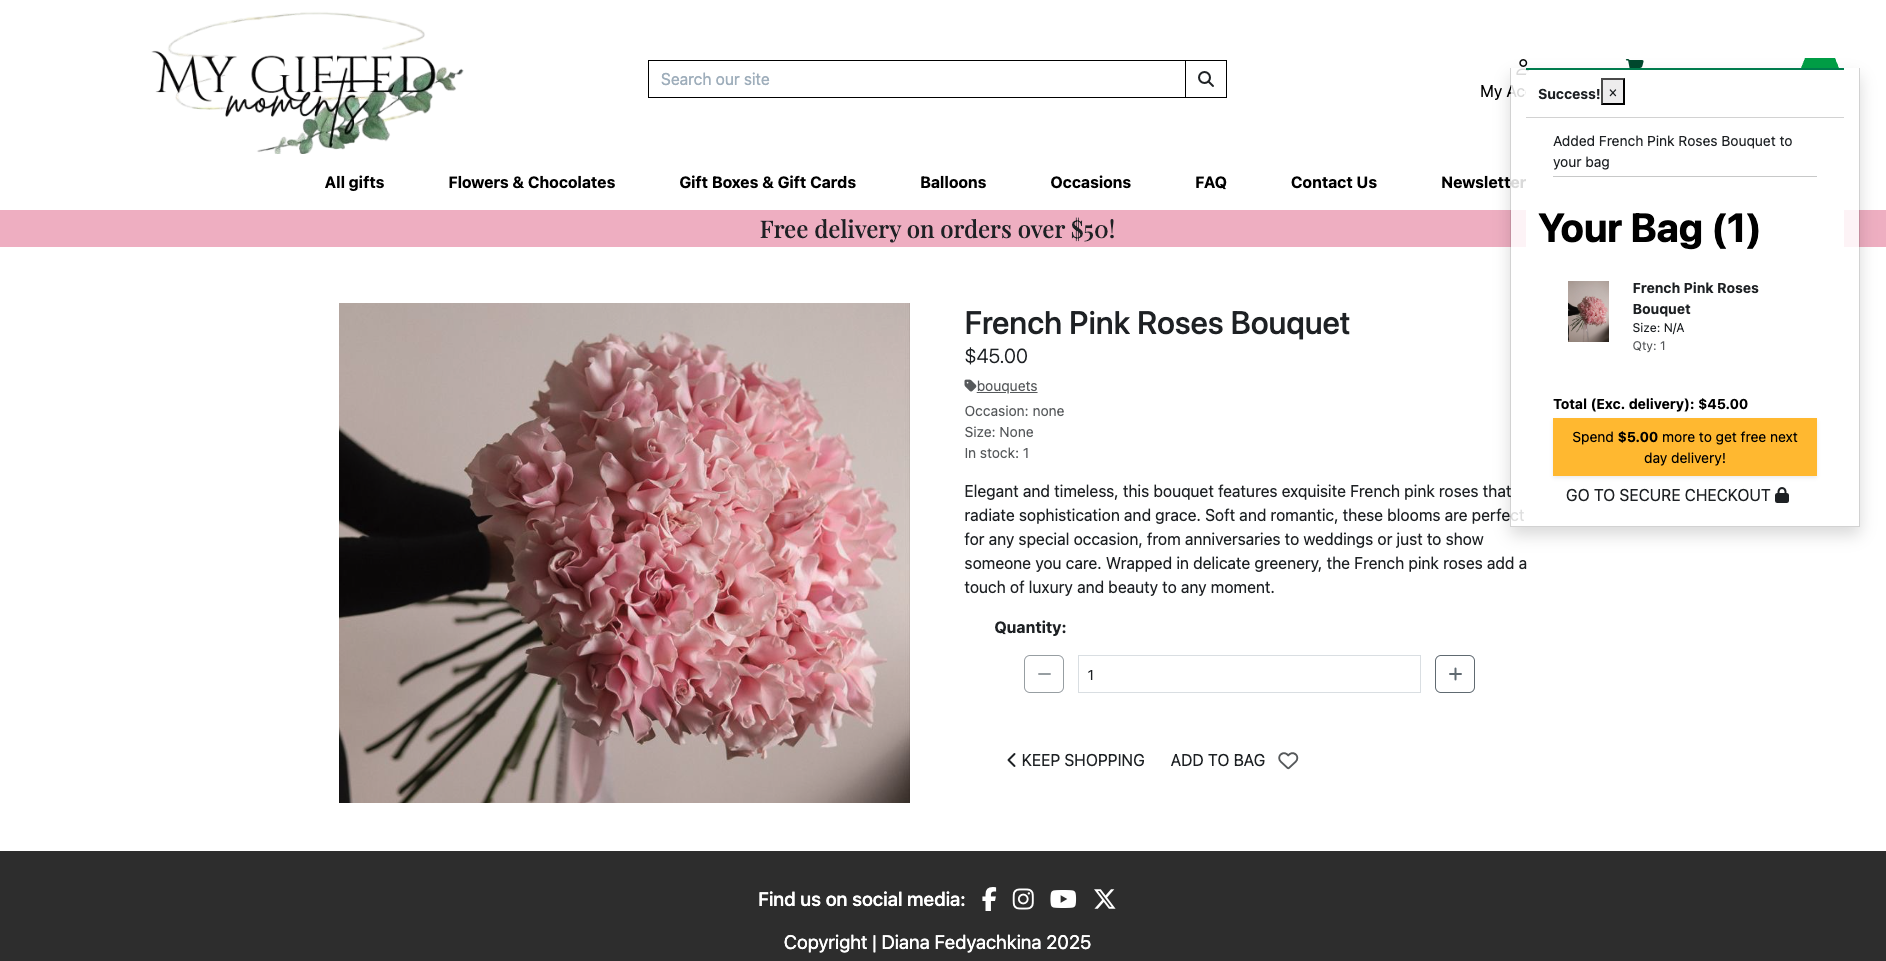 MY GIFTED
moments
Search our site
My Ac
Success! ×
Added French Pink Roses Bouquet to
your bag
All gifts Flowers & Chocolates Gift Boxes & Gift Cards Balloons Occasions FAQ Contact Us Newsletter
Free delivery on orders over $50!
Your Bag (1)
French Pink Roses
Bouquet
Size: N/A
Qty: 1
Total (Exc. delivery): $45.00
Spend $5.00 more to get free next
day delivery!
GO TO SECURE CHECKOUT
French Pink Roses Bouquet
$45.00
bouquets
Occasion: none
Size: None
In stock: 1
Elegant and timeless, this bouquet features exquisite French pink roses that
radiate sophistication and grace. Soft and romantic, these blooms are perfect
for any special occasion, from anniversaries to weddings or just to show
someone you care. Wrapped in delicate greenery, the French pink roses add a
touch of luxury and beauty to any moment.
Quantity:
1
KEEP SHOPPING ADD TO BAG
Find us on social media:
Copyright | Diana Fedyachkina 2025